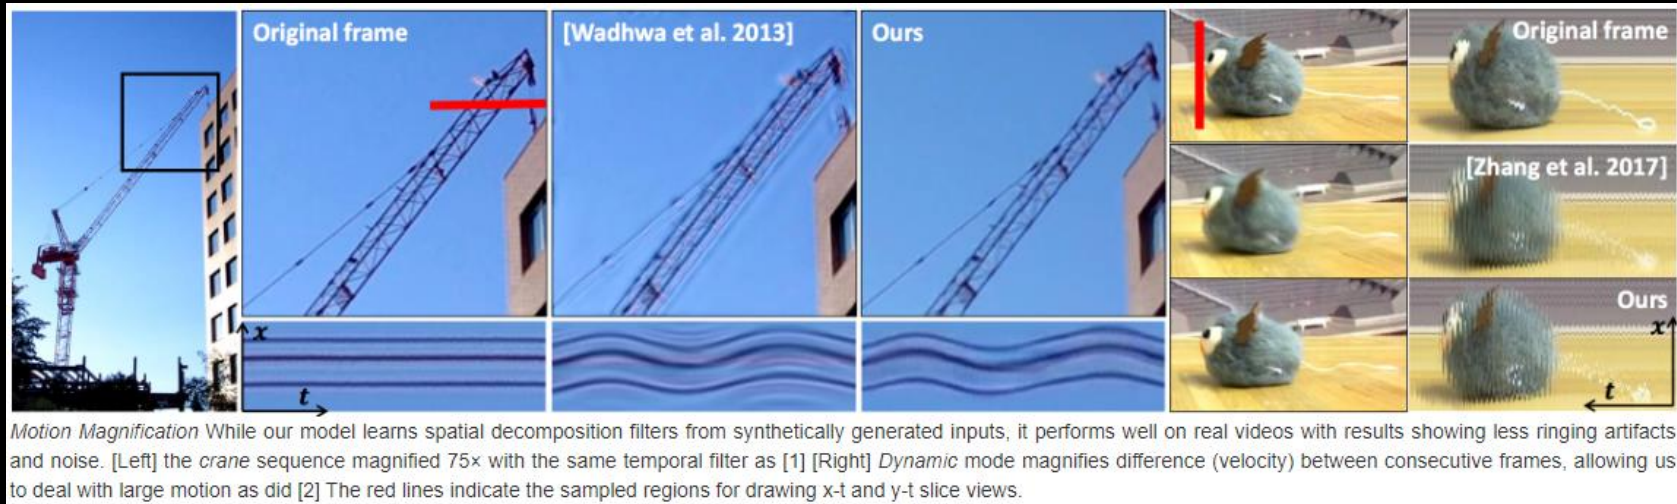 Original frame
[Wadhwa et al. 2013]
Ours
x
t
Original frame
[Zhang et al. 2017]
Ours
x
t
Motion Magnification While our model learns spatial decomposition filters from synthetically generated inputs, it performs well on real videos with results showing less ringing artifacts
and noise. [Left] the crane sequence magnified 75× with the same temporal filter as [1] [Right] Dynamic mode magnifies difference (velocity) between consecutive frames, allowing us
to deal with large motion as did [2] The red lines indicate the sampled regions for drawing x-t and y-t slice views.